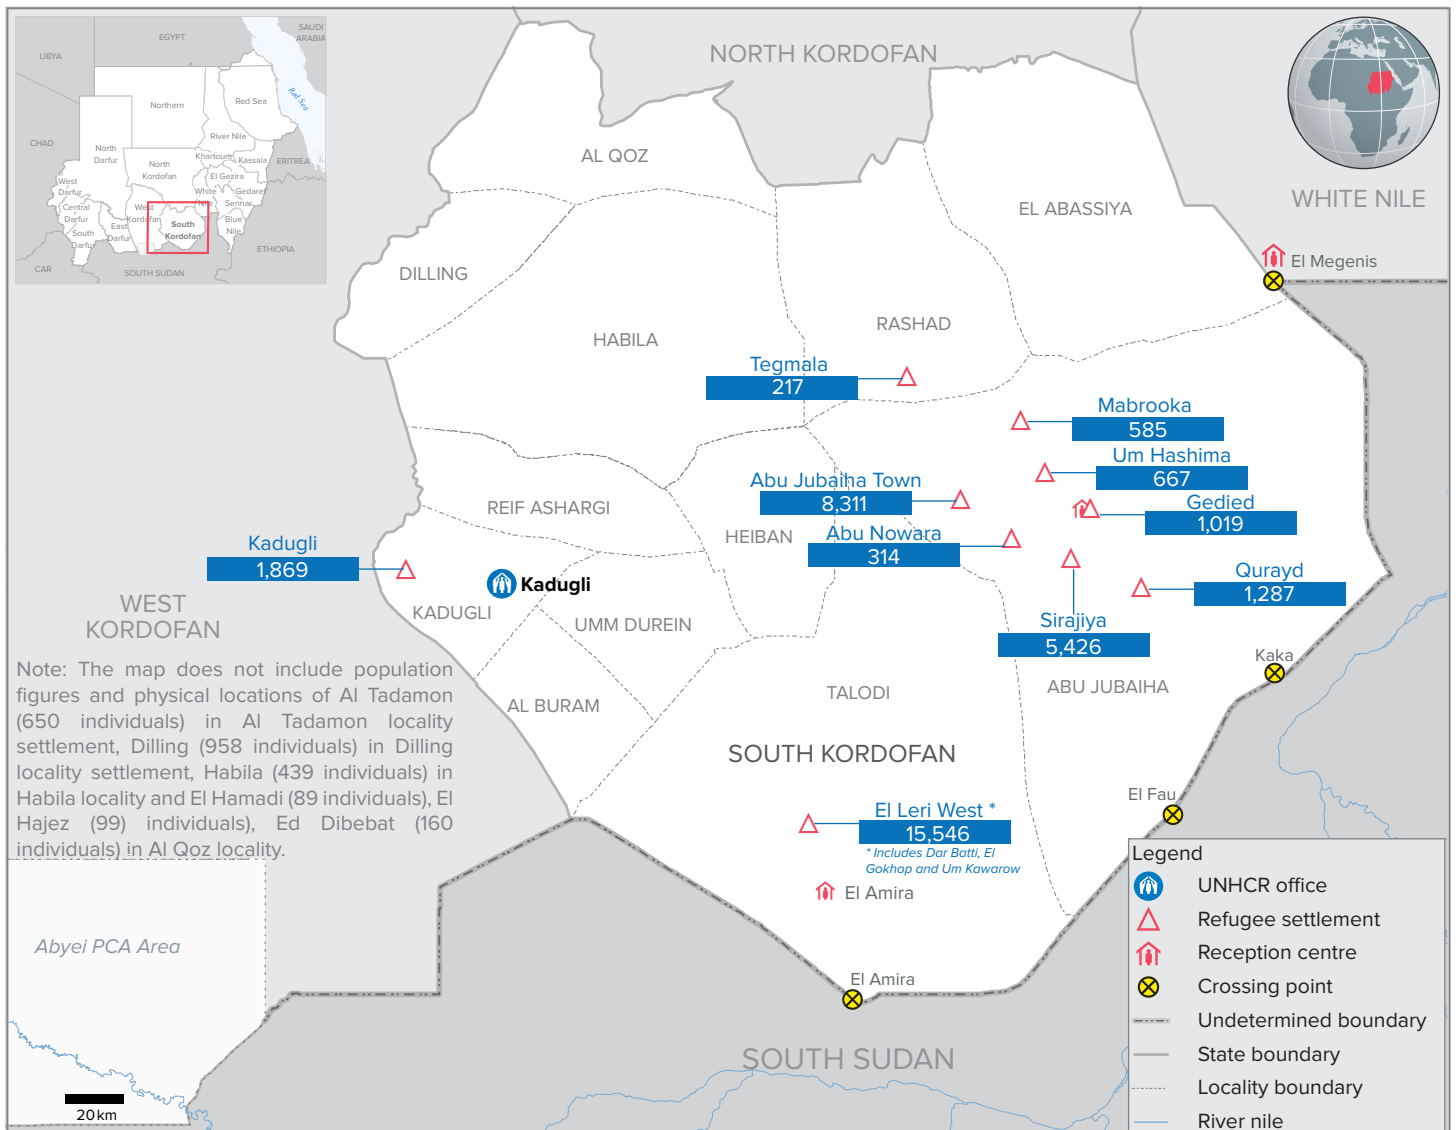 NORTH KORDOFAN
WHITE NILE
WEST
KORDOFAN
SOUTH SUDAN
SOUTH KORDOFAN
LIBYA
EGYPT
SAUDI
ARABIA
Red Sea
Northern
Red Sea
River Nile
CHAD
North
Darfur
Khartoum
Kassala
ERITREA
North
Kordofan
El Gezira
West
Darfur
White
Nile
Gedaref
Sennar
Central
Darfur
West
Kordofan
South
Kordofan
Blue
Nile
South
Darfur
East
Darfur
ETHIOPIA
CAR
SOUTH SUDAN
AL QOZ
EL ABASSIYA
DILLING
El Megenis
RASHAD
HABILA
Tegmala
217
Mabrooka
585
Um Hashima
667
Abu Jubaiha Town
8,311
Gedied
1,019
REIF ASHARGI
HEIBAN
Abu Nowara
314
Kadugli
1,869
Kadugli
KADUGLI
Qurayd
1,287
UMM DUREIN
Sirajiya
5,426
Kaka
ABU JUBAIHA
TALODI
AL BURAM
El Fau
El Leri West *
15,546
* Includes Dar Batti, El
Gokhop and Um Kawarow
El Amira
El Amira
Note: The map does not include population
figures and physical locations of Al Tadamon
(650 individuals) in Al Tadamon locality
settlement, Dilling (958 individuals) in Dilling
locality settlement, Habila (439 individuals) in
Habila locality and El Hamadi (89 individuals), El
Hajez (99) individuals), Ed Dibebat (160
individuals) in Al Qoz locality.
Abyei PCA Area
20 km
Legend
UNHCR office
Refugee settlement
Reception centre
Crossing point
Undetermined boundary
State boundary
Locality boundary
River nile